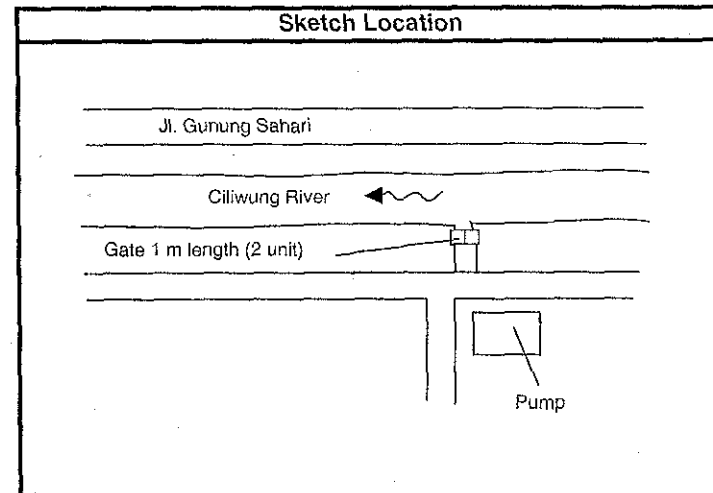 Sketch Location
Jl. Gunung Sahari
Ciliwung River
Gate 1 m length (2 unit)
Pump